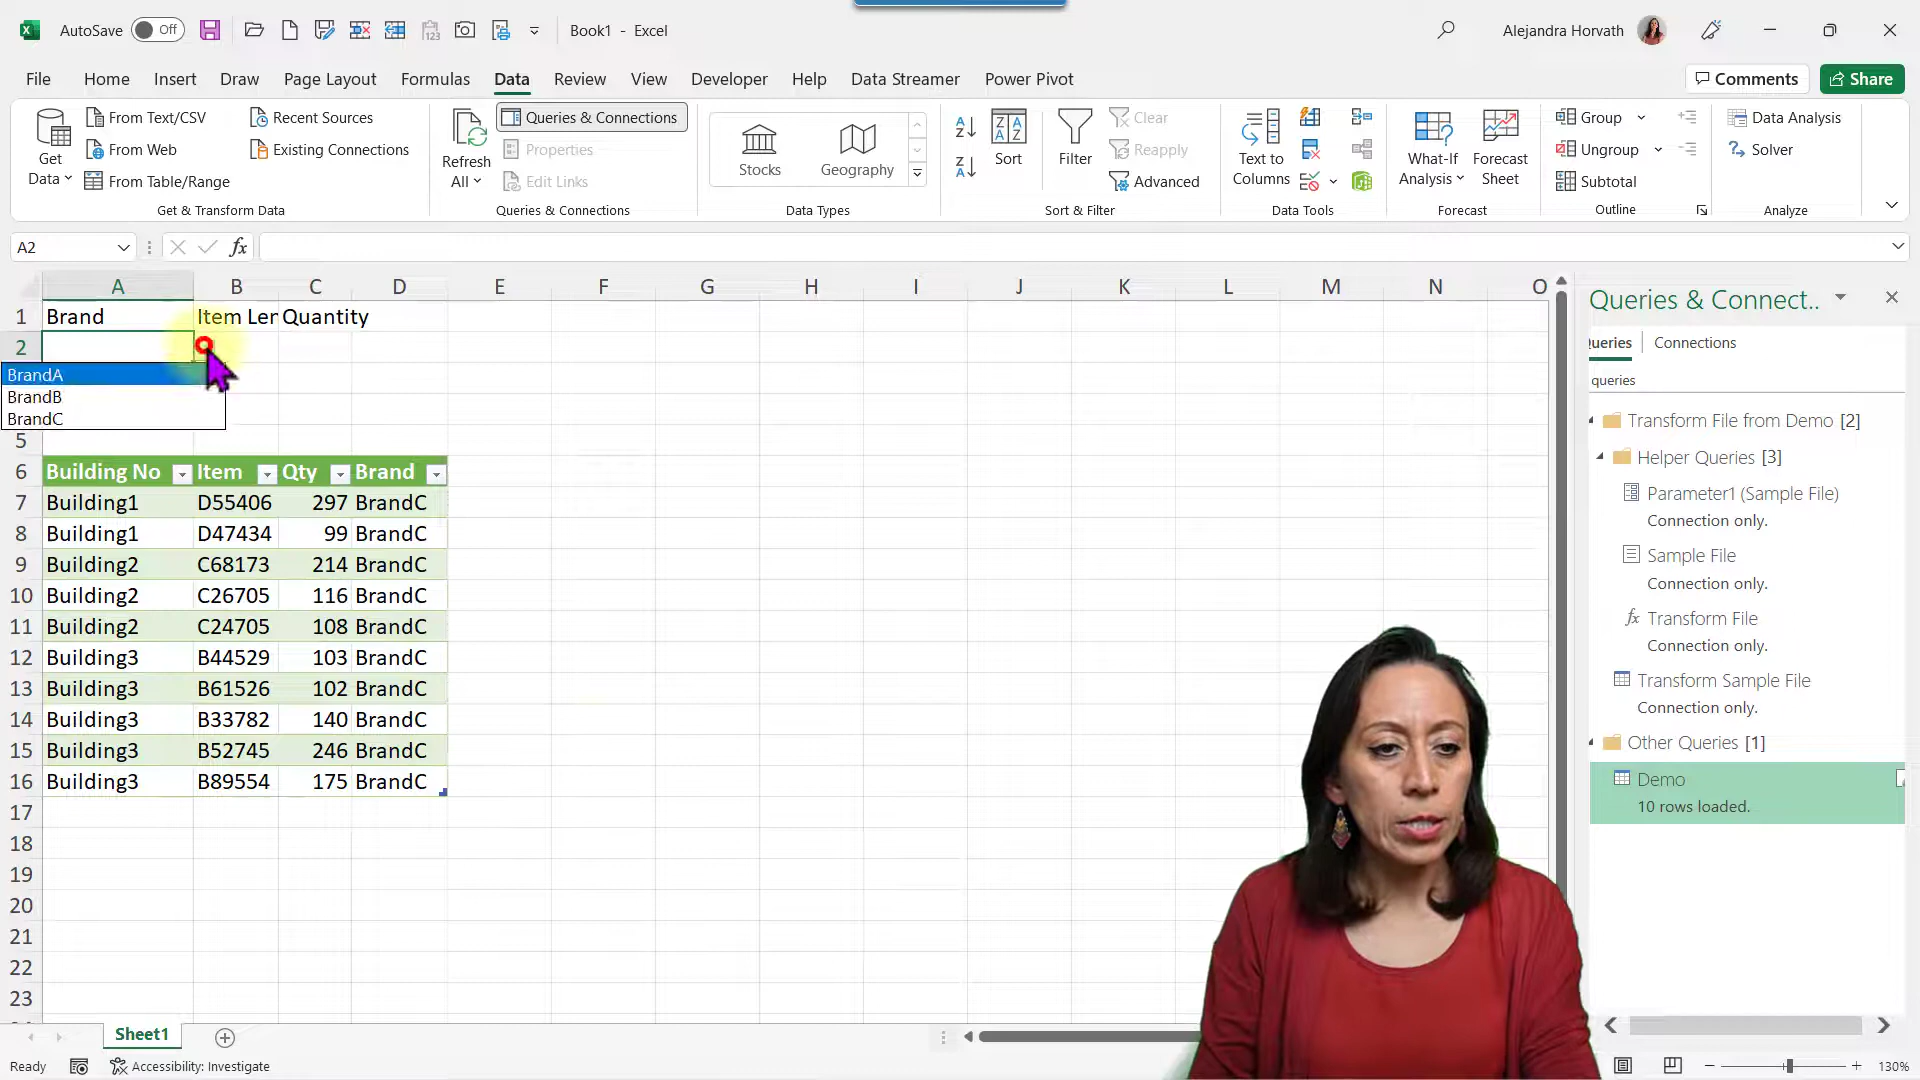 AutoSave Off Book1 - Excel Alejandra Horvath
File Home Insert Draw Page Layout Formulas Data Review View Developer Help Data Streamer Power Pivot Comments Share
Get Data
From Text/CSV
From Web
From Table/Range
Recent Sources
Existing Connections
Get & Transform Data
Refresh All
Queries & Connections
Properties
Edit Links
Queries & Connections
Stocks
Geography
Data Types
Sort
Filter
Clear
Reapply
Advanced
Sort & Filter
Text to Columns
Data Tools
What-If Analysis
Forecast Sheet
Forecast
Group
Ungroup
Subtotal
Outline
Data Analysis
Solver
Analyze
A2 fx
A B C D E F G H I J K L M N O
1 Brand Item Len Quantity
2
BrandA
BrandB
BrandC
5
6 Building No Item Qty Brand
7 Building1 D55406 297 BrandC
8 Building1 D47434 99 BrandC
9 Building2 C68173 214 BrandC
10 Building2 C26705 116 BrandC
11 Building2 C24705 108 BrandC
12 Building3 B44529 103 BrandC
13 Building3 B61526 102 BrandC
14 Building3 B33782 140 BrandC
15 Building3 B52745 246 BrandC
16 Building3 B89554 175 BrandC
17
18
19
20
21
22
23
Queries & Connect..
ueries Connections
queries
Transform File from Demo [2]
Helper Queries [3]
Parameter1 (Sample File)
Connection only.
Sample File
Connection only.
fx Transform File
Connection only.
Transform Sample File
Connection only.
Other Queries [1]
Demo
10 rows loaded.
Sheet1
Ready Accessibility: Investigate 130%